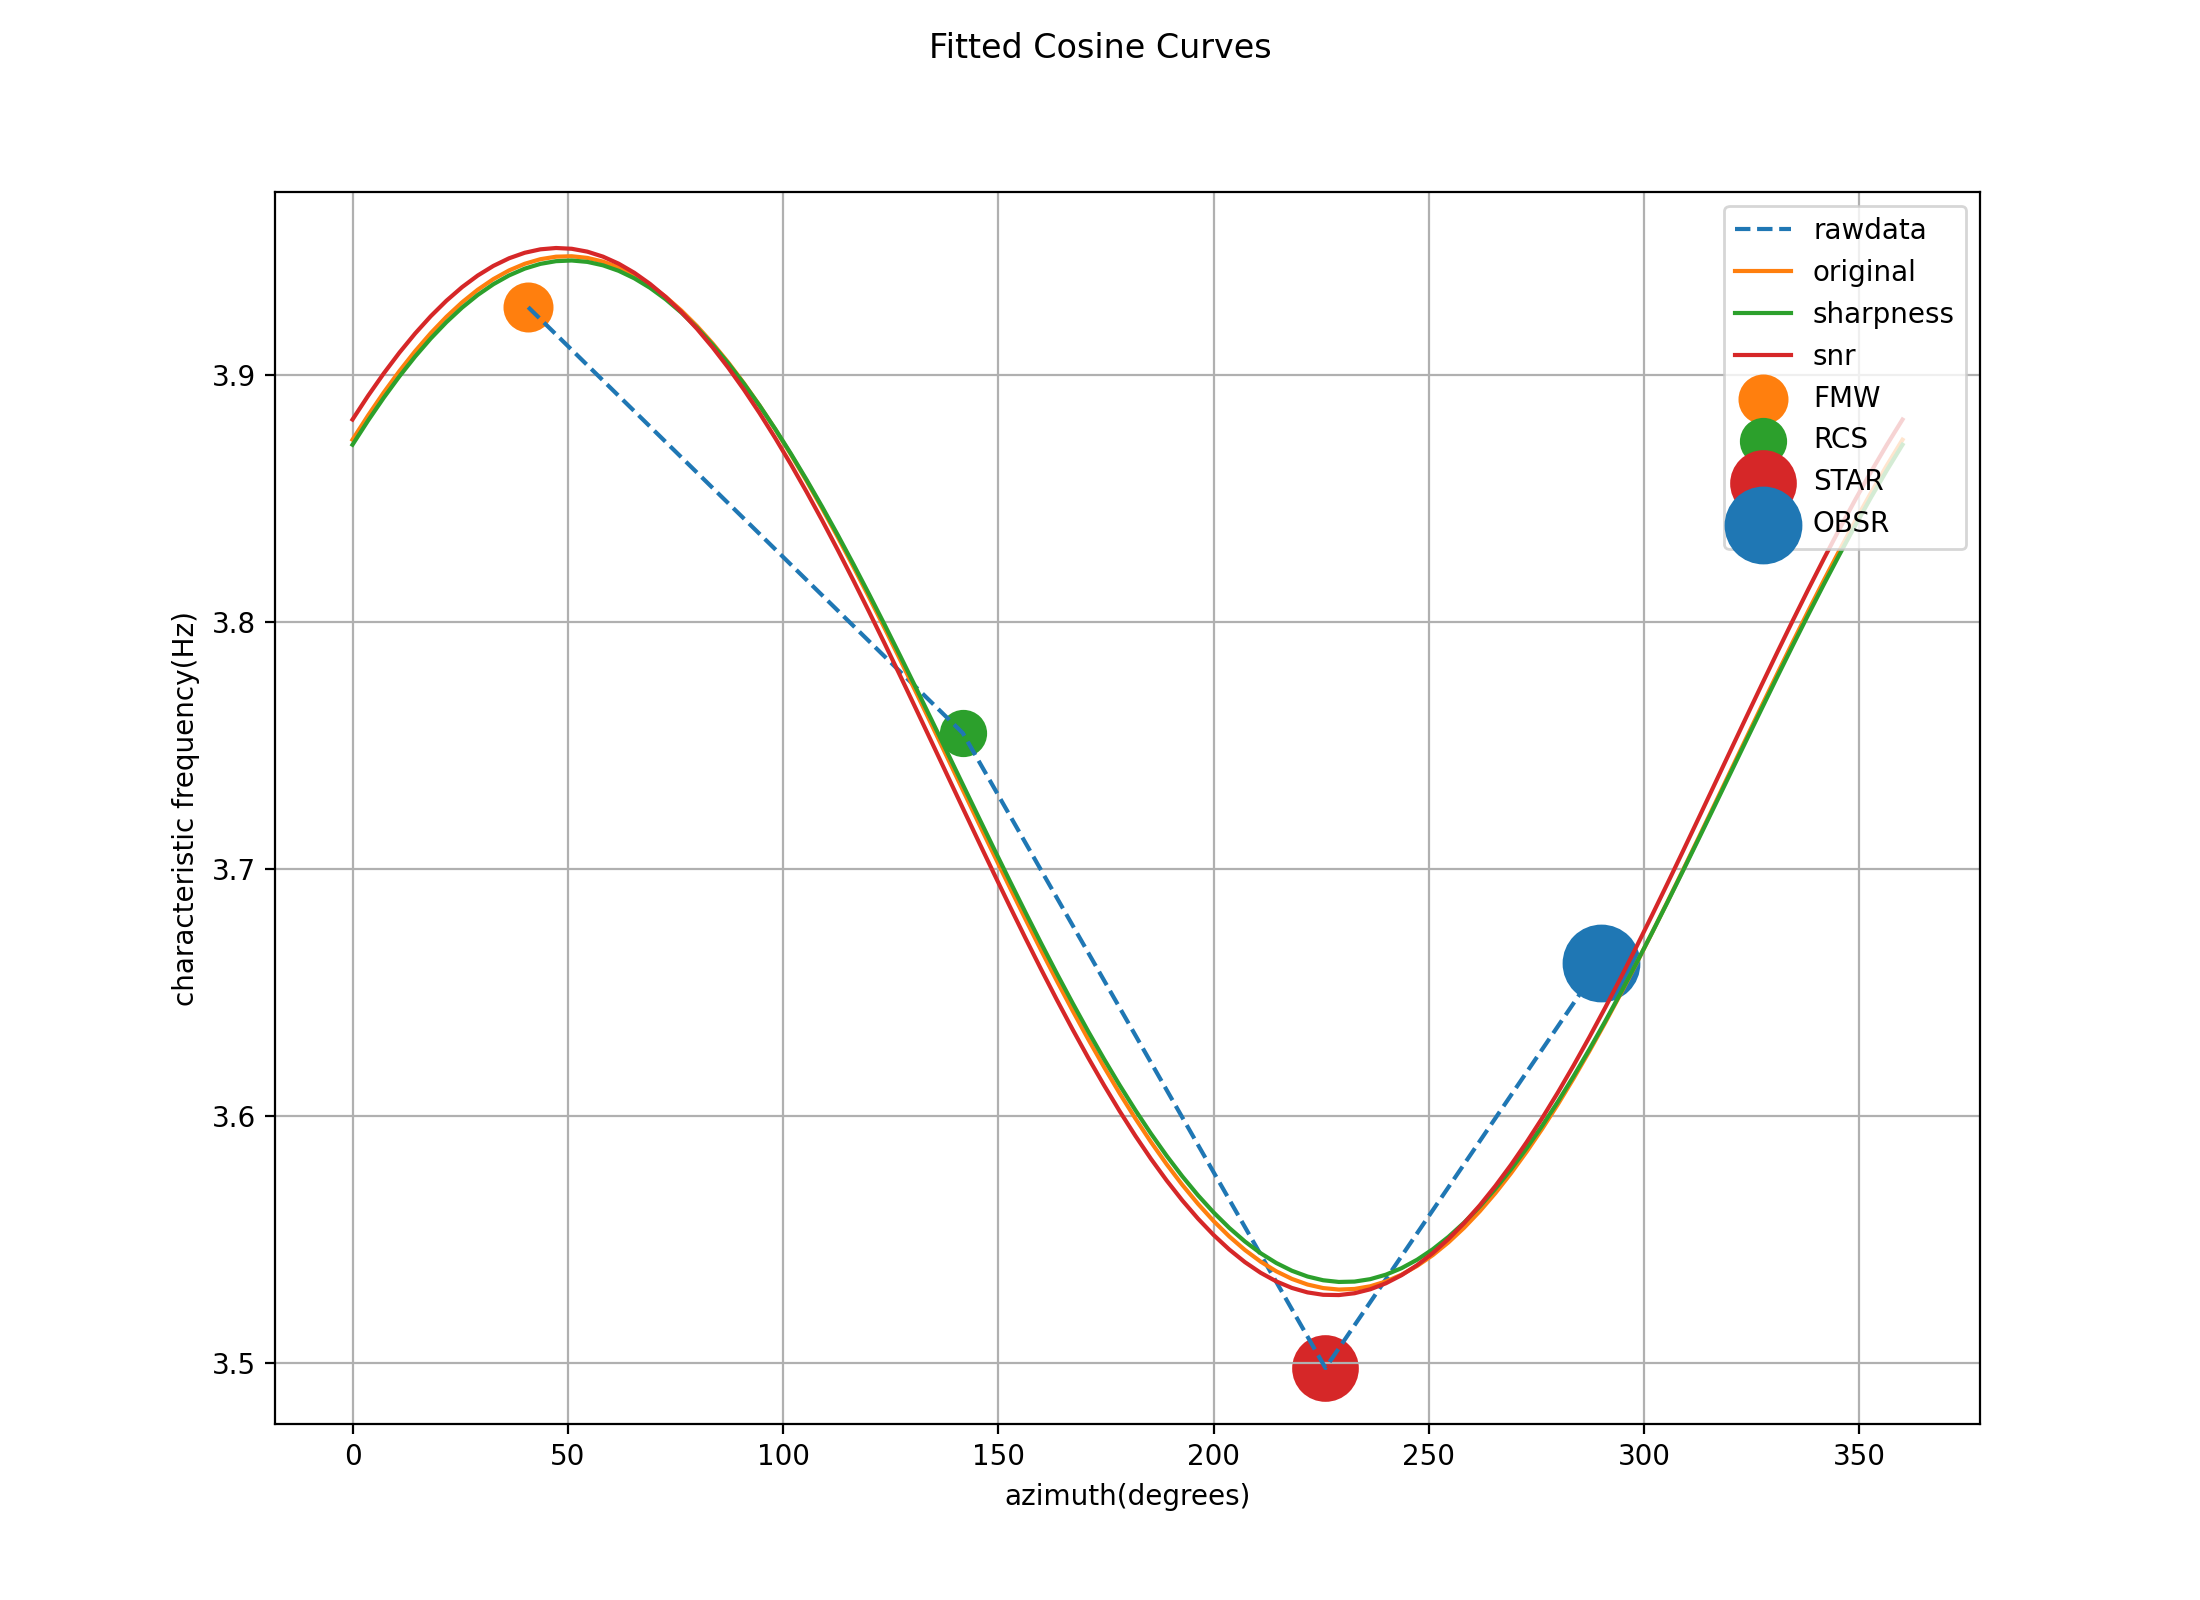 Fitted Cosine Curves
rawdata
original
sharpness
snr
FMW
RCS
STAR
OBSR
characteristic frequency(Hz)
3.9
3.8
3.7
3.6
3.5
0 50 100 150 200 250 300 350
azimuth(degrees)